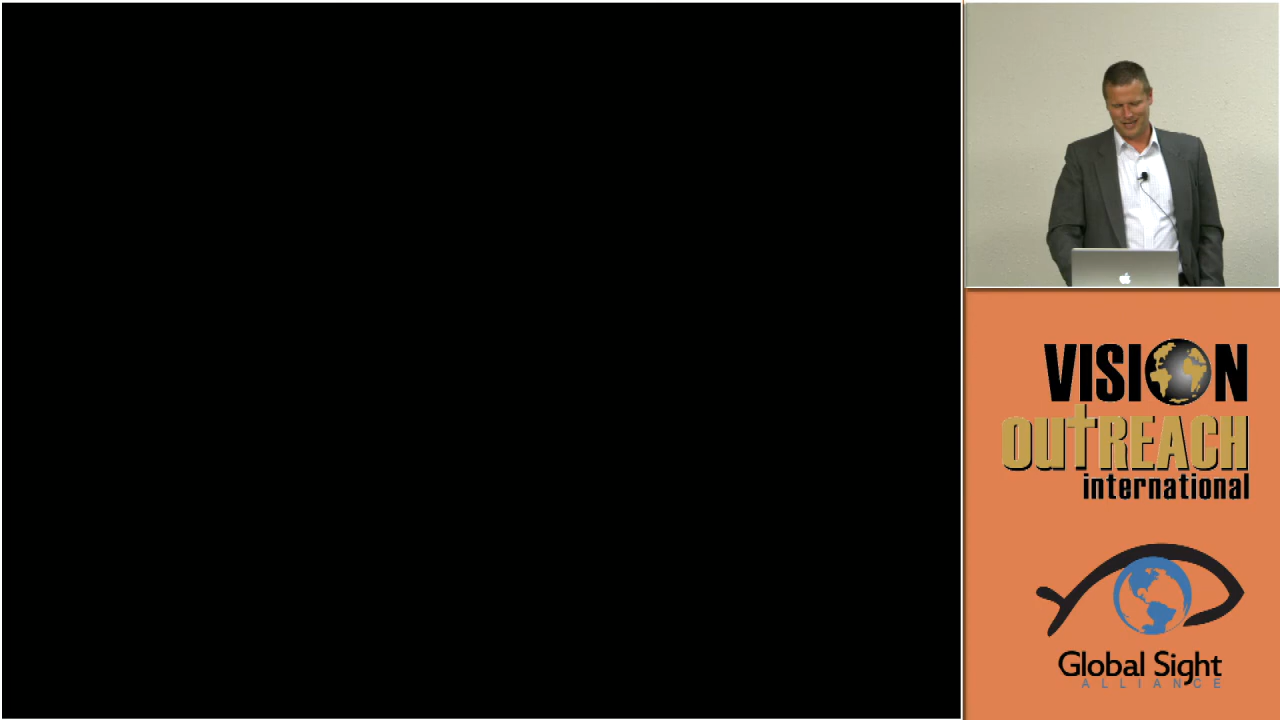 VISION
OUTREACH
international
Global Sight
ALLIANCE